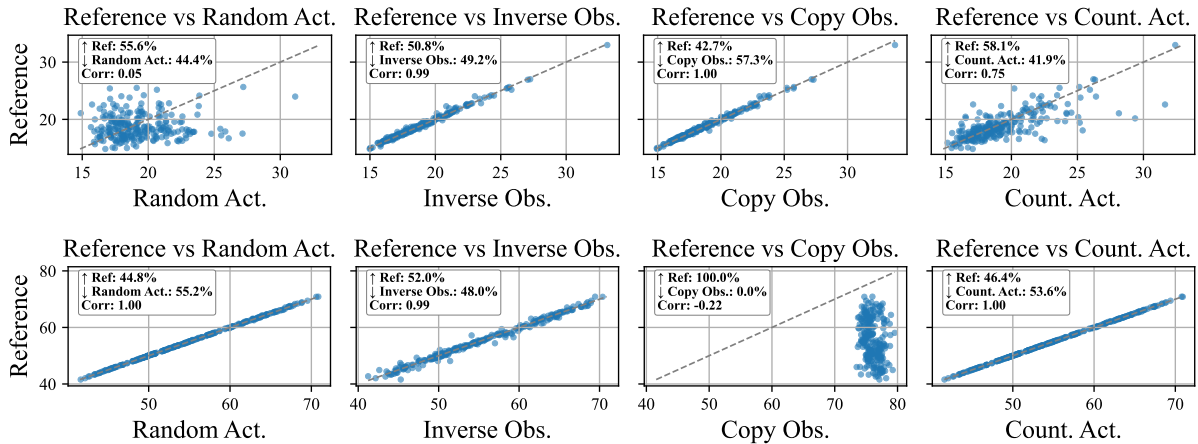 Reference vs Random Act.
Reference
↑ Ref: 55.6%
↓ Random Act.: 44.4%
Corr: 0.05
30
20
15 20 25 30
Random Act.
Reference vs Inverse Obs.
↑ Ref: 50.8%
↓ Inverse Obs.: 49.2%
Corr: 0.99
15 20 25 30
Inverse Obs.
Reference vs Copy Obs.
↑ Ref: 42.7%
↓ Copy Obs.: 57.3%
Corr: 1.00
15 20 25 30
Copy Obs.
Reference vs Count. Act.
↑ Ref: 58.1%
↓ Count. Act.: 41.9%
Corr: 0.75
15 20 25 30
Count. Act.
Reference vs Random Act.
Reference
↑ Ref: 44.8%
↓ Random Act.: 55.2%
Corr: 1.00
80
60
40
50 60 70
Random Act.
Reference vs Inverse Obs.
↑ Ref: 52.0%
↓ Inverse Obs.: 48.0%
Corr: 0.99
40 50 60 70
Inverse Obs.
Reference vs Copy Obs.
↑ Ref: 100.0%
↓ Copy Obs.: 0.0%
Corr: -0.22
40 50 60 70 80
Copy Obs.
Reference vs Count. Act.
↑ Ref: 46.4%
↓ Count. Act.: 53.6%
Corr: 1.00
50 60 70
Count. Act.